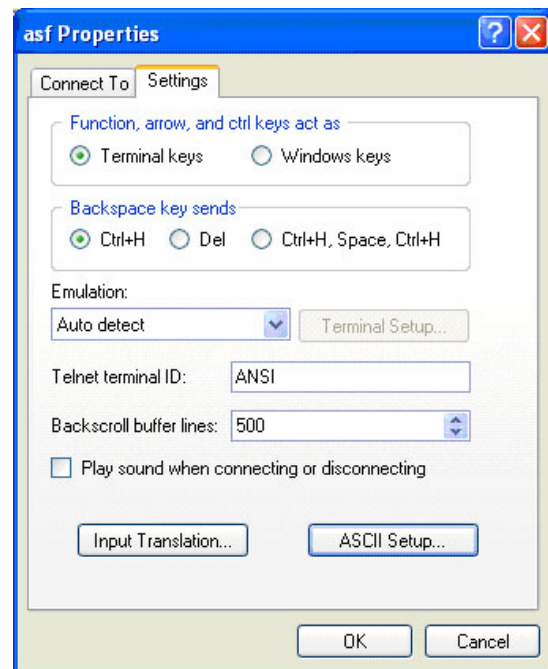 asf Properties
?
Connect To
Settings
Function, arrow, and ctrl keys act as
Terminal keys
Windows keys
Backspace key sends
Ctrl+H
Del
Ctrl+H, Space, Ctrl+H
Emulation:
Auto detect
Terminal Setup...
Telnet terminal ID:
ANSI
Backscroll buffer lines:
500
Play sound when connecting or disconnecting
Input Translation...
ASCII Setup...
OK
Cancel